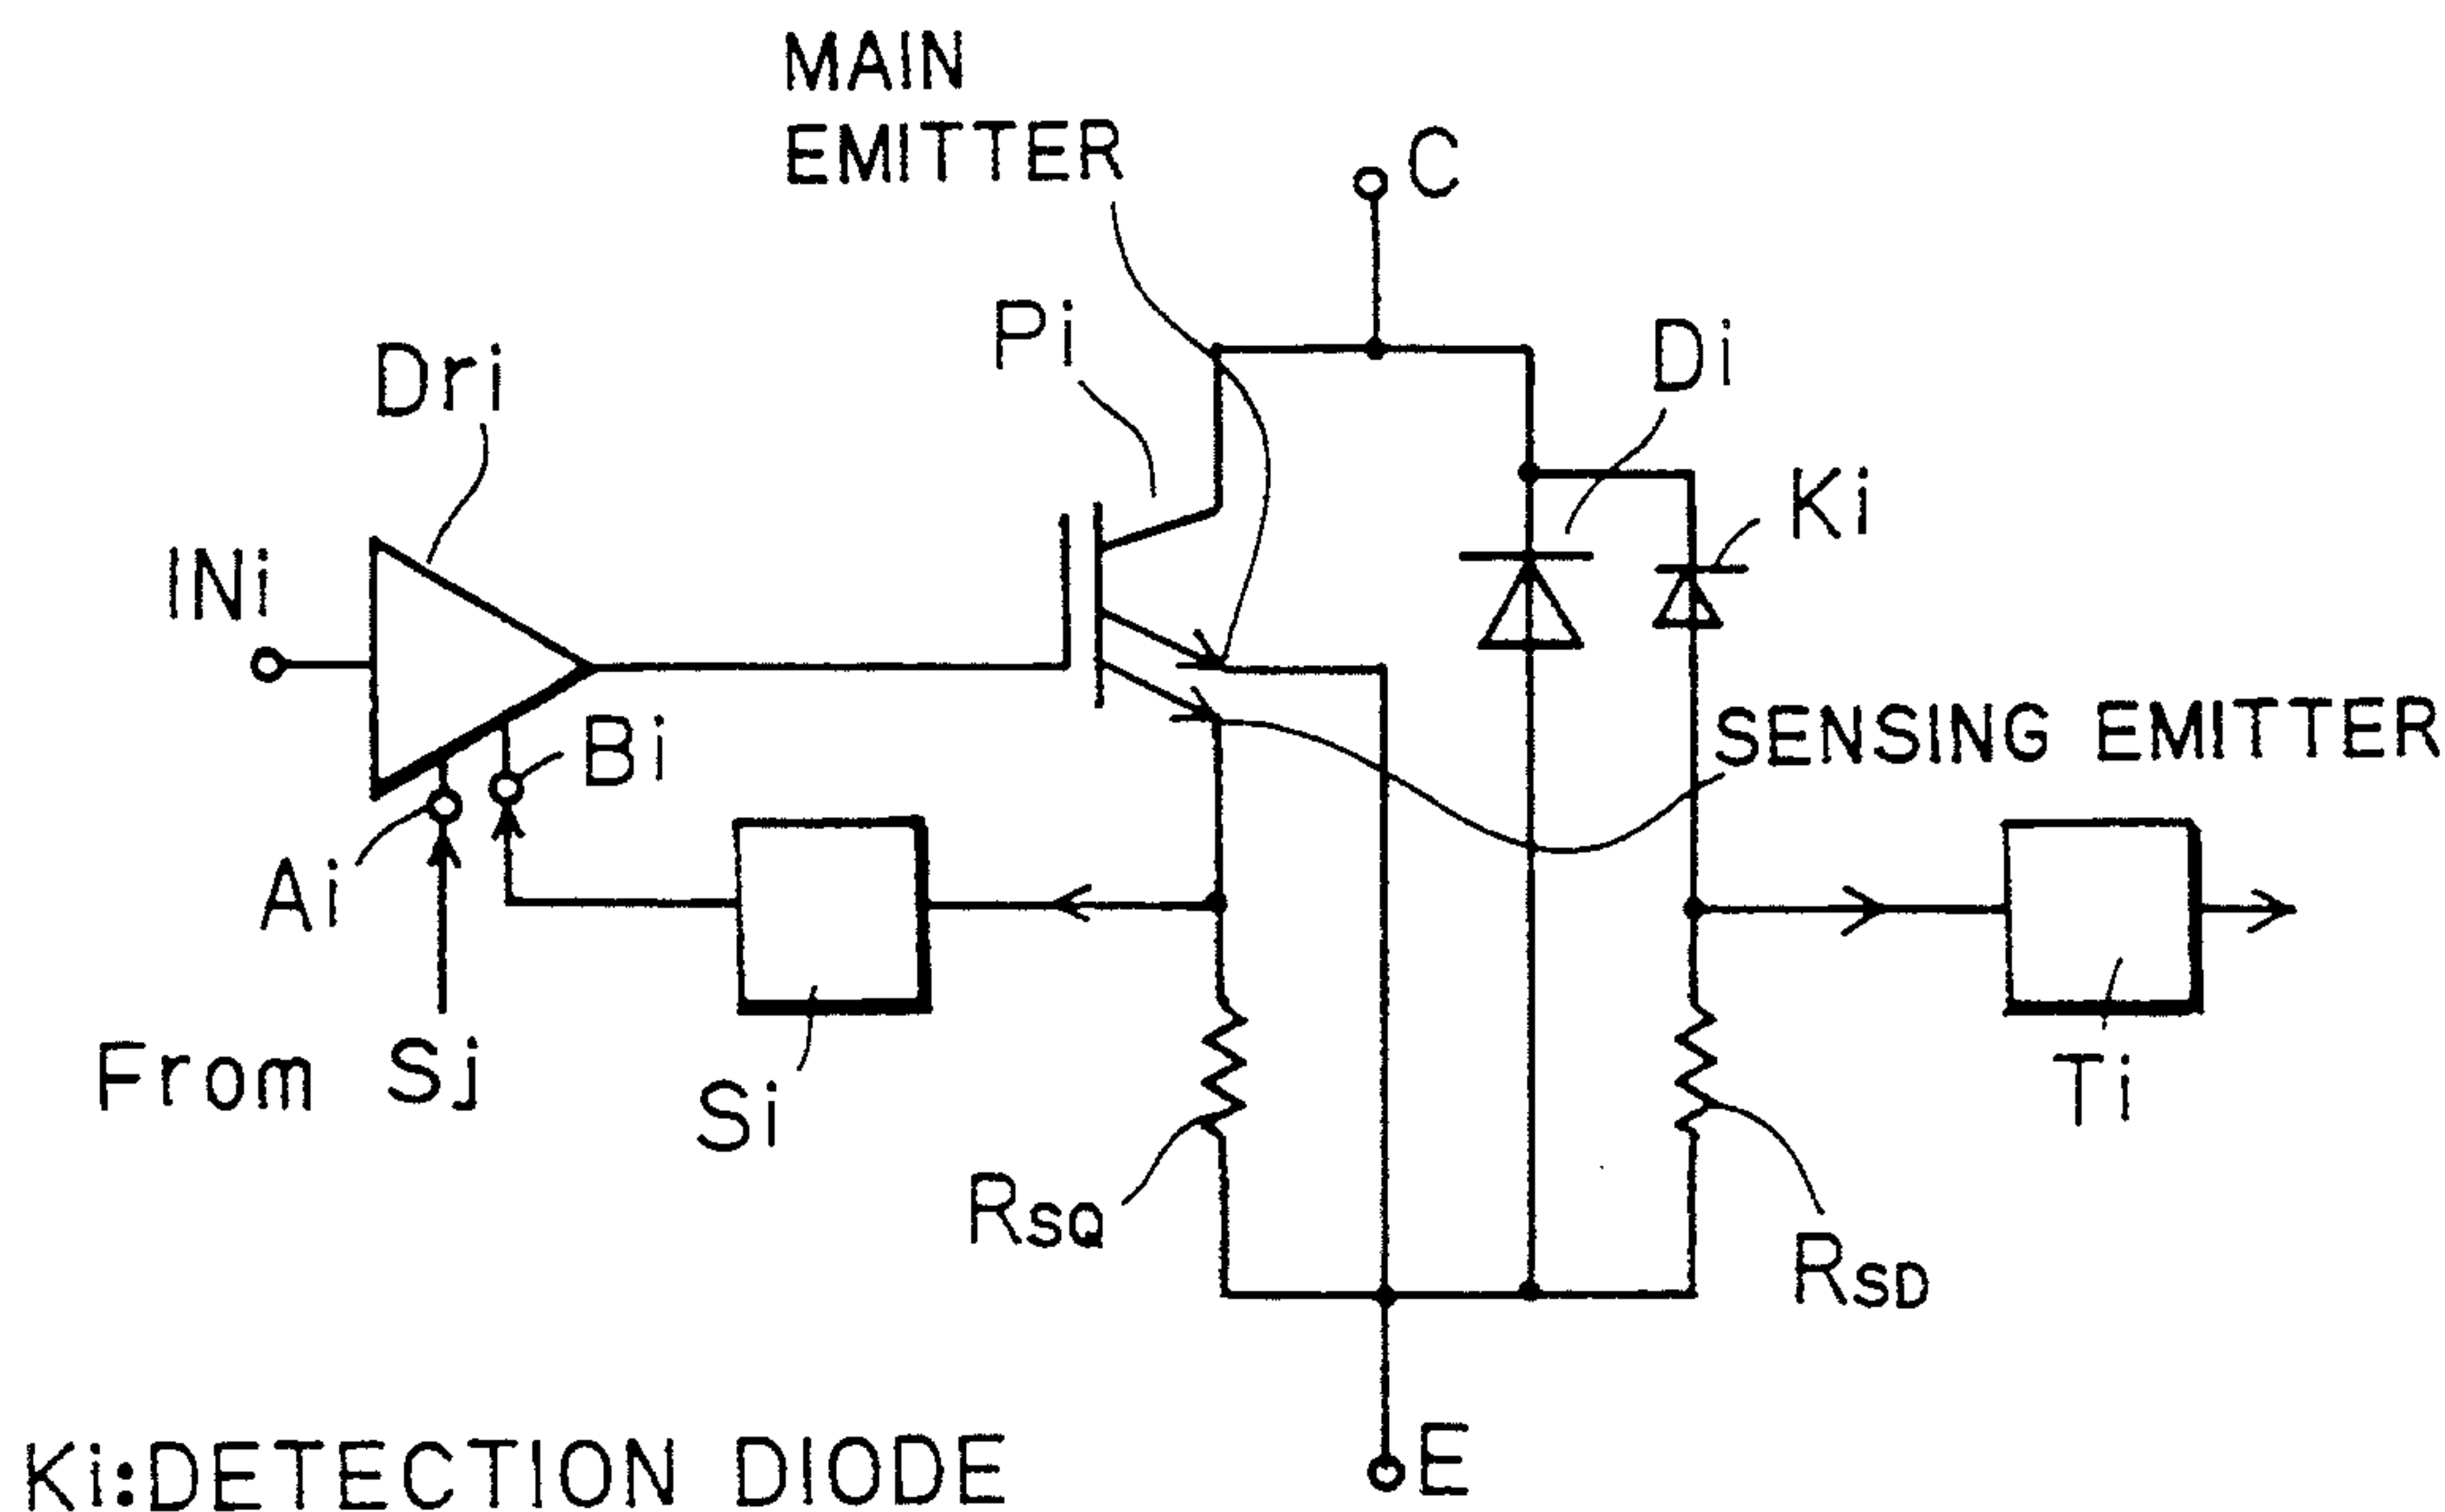 MAIN
EMITTER
C
Pi
Di
Dri
Ki
INi
Bi
SENSING EMITTER
Ai
From Sj
Si
Ti
RSQ
RSD
E
Ki:DETECTION DIODE